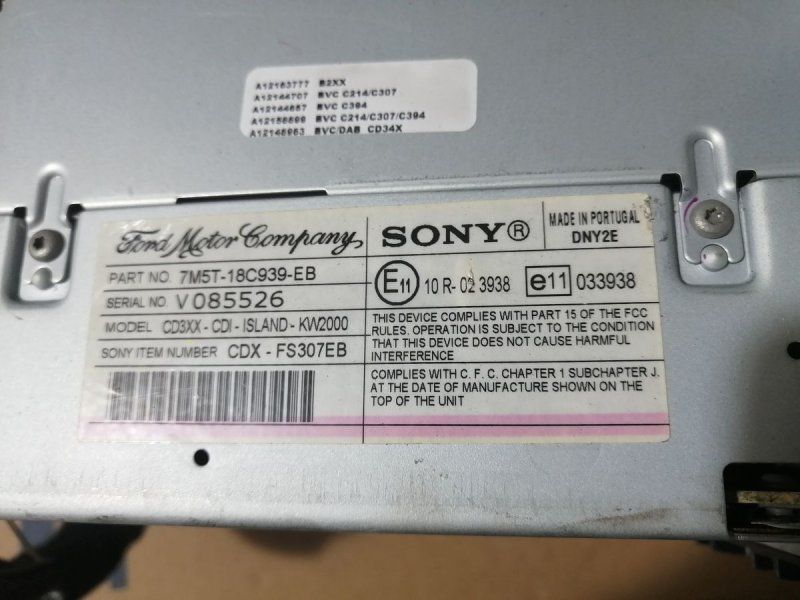 A12163777 B2XX
A12144707 BVC C214/C307
A12144657 BVC C394
A12156699 BVC C214/C307/C394
A12145963 BVC/DAB CD34X
Ford Motor Company
SONY®
MADE IN PORTUGAL
DNY2E
PART NO. 7M5T-18C939-EB
SERIAL NO. V085526
MODEL CD3XX - CDI - ISLAND - KW2000
SONY ITEM NUMBER CDX - FS307EB
E11 10 R- 02 3938 e11 033938
THIS DEVICE COMPLIES WITH PART 15 OF THE FCC
RULES. OPERATION IS SUBJECT TO THE CONDITION
THAT THIS DEVICE DOES NOT CAUSE HARMFUL
INTERFERENCE
COMPLIES WITH C. F. C. CHAPTER 1 SUBCHAPTER J.
AT THE DATE OF MANUFACTURE SHOWN ON THE
TOP OF THE UNIT